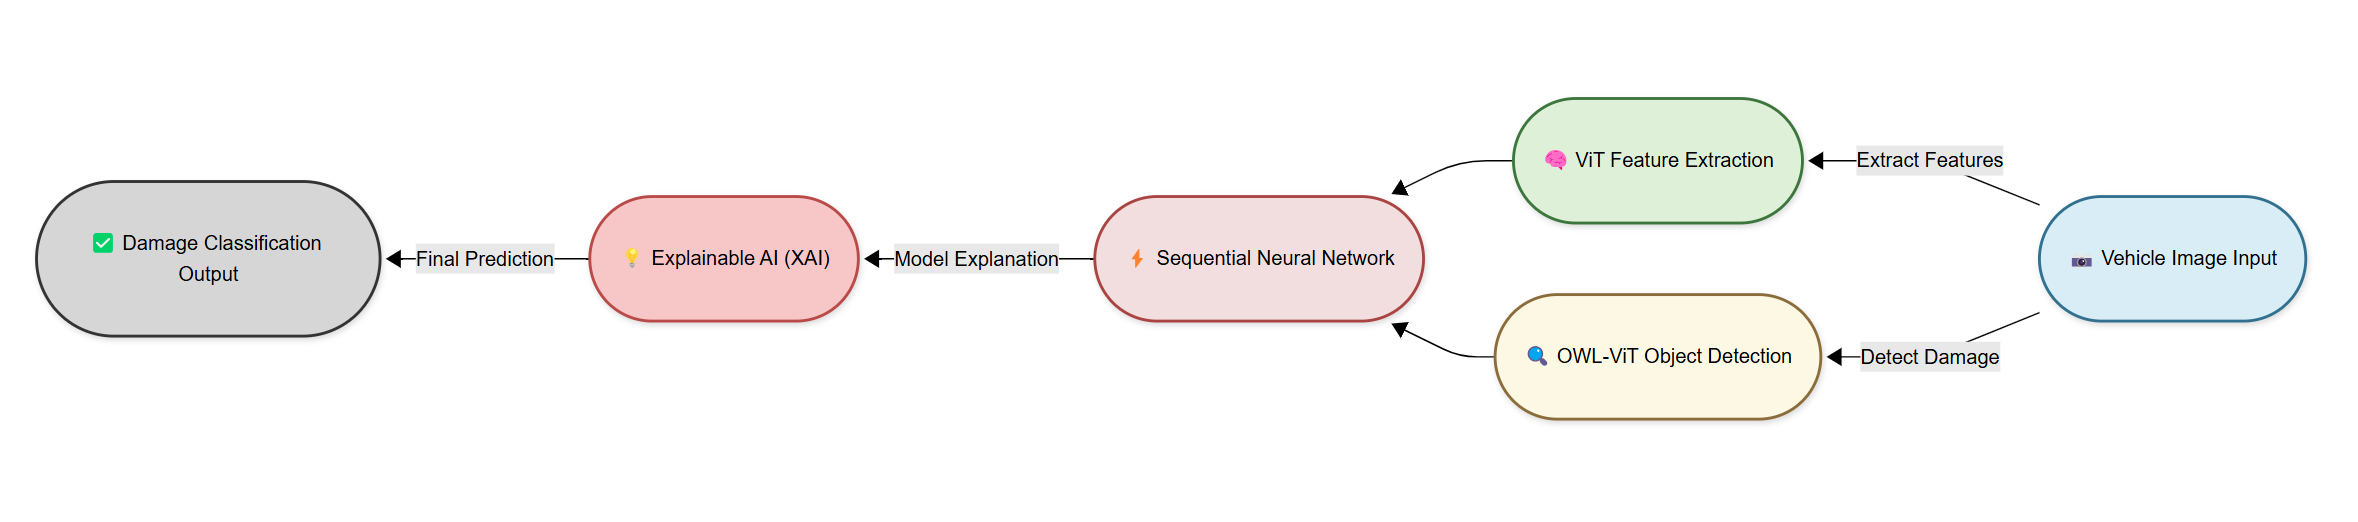 ✅ Damage Classification
Output
Final Prediction
💡 Explainable AI (XAI)
Model Explanation
⚡ Sequential Neural Network
🧠 ViT Feature Extraction
Extract Features
🔍 OWL-ViT Object Detection
Detect Damage
📷 Vehicle Image Input